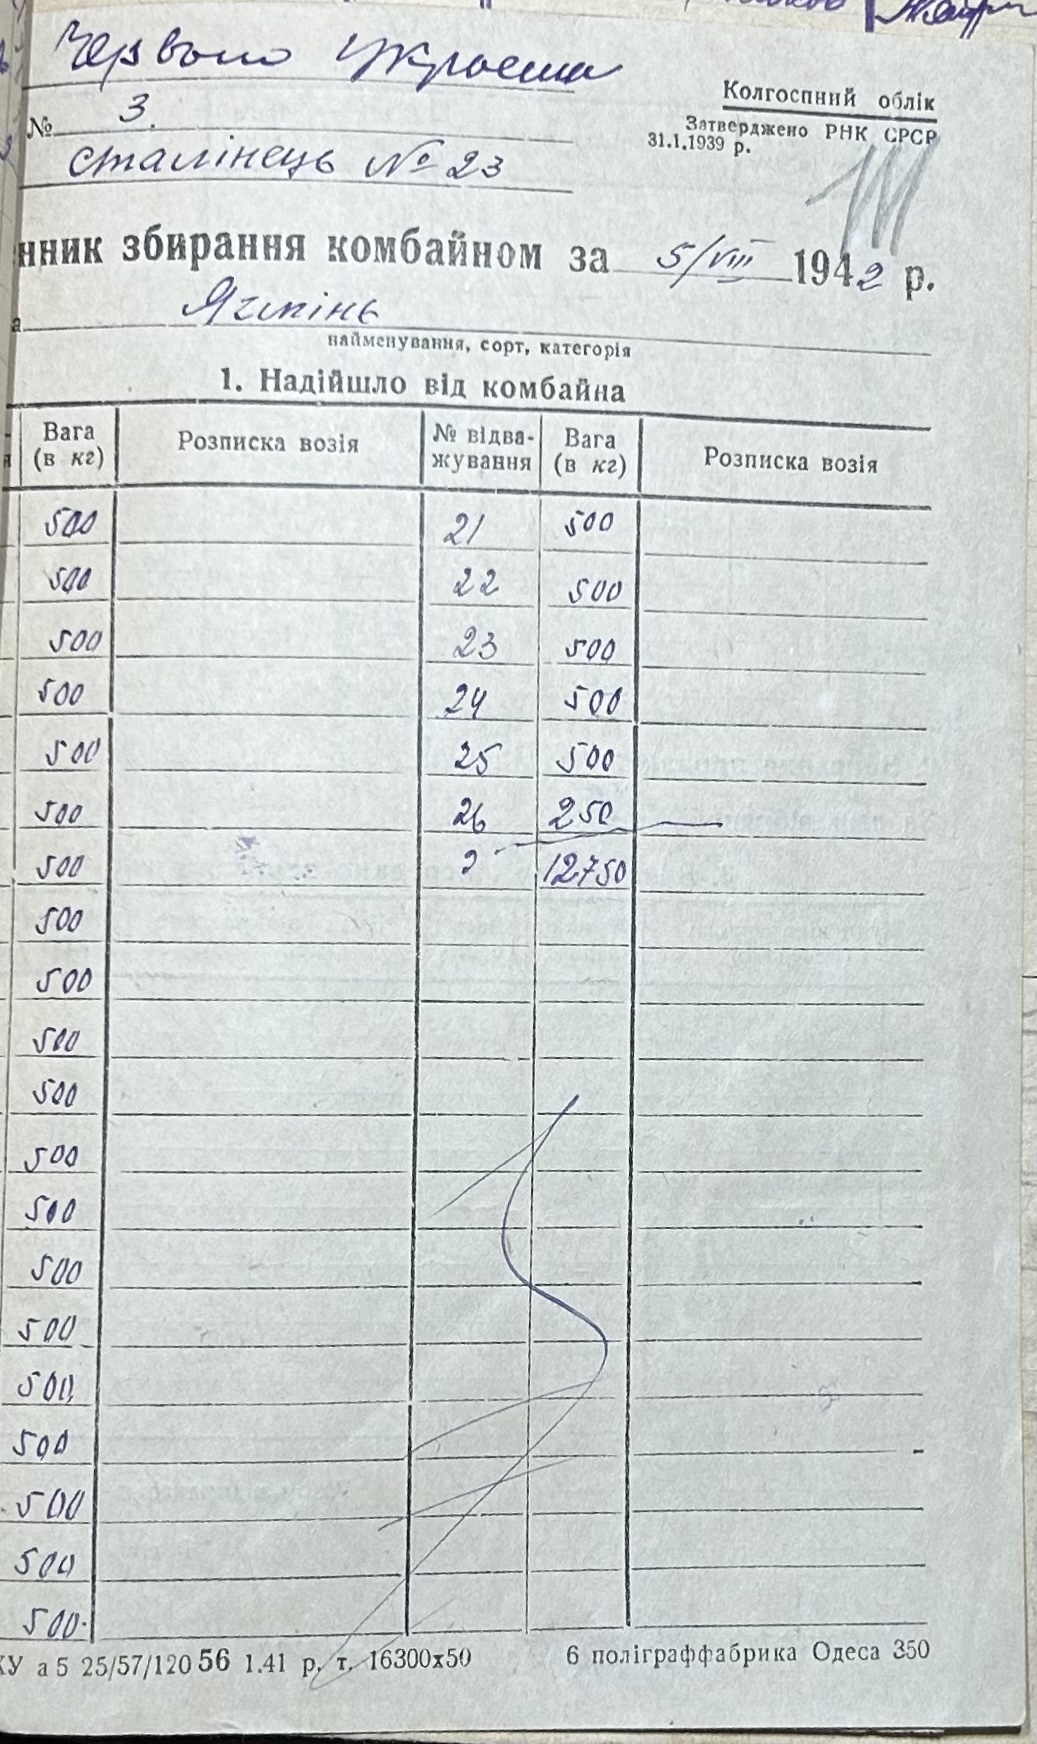 Червоно Украєна
№ 3.
Сталінець № 23
Колгоспний облік
Затверджено РНК СРСР
31.1.1939 р.
нник збирання комбайном за 5/VIII 1942 р.
а Ячмінь
найменування, сорт, категорія
1. Надійшло від комбайна
Вага (в кг) Розписка возія № відва-жування Вага (в кг) Розписка возія
500 21 500
500 22 500
500 23 500
500 24 500
500 25 500
500 26 250
500 12750
500
500
500
500
500
500
500
500
500
500
500
500
500
КУ а 5 25/57/120 56 1.41 р. т. 16300х50 6 поліграффабрика Одеса 350